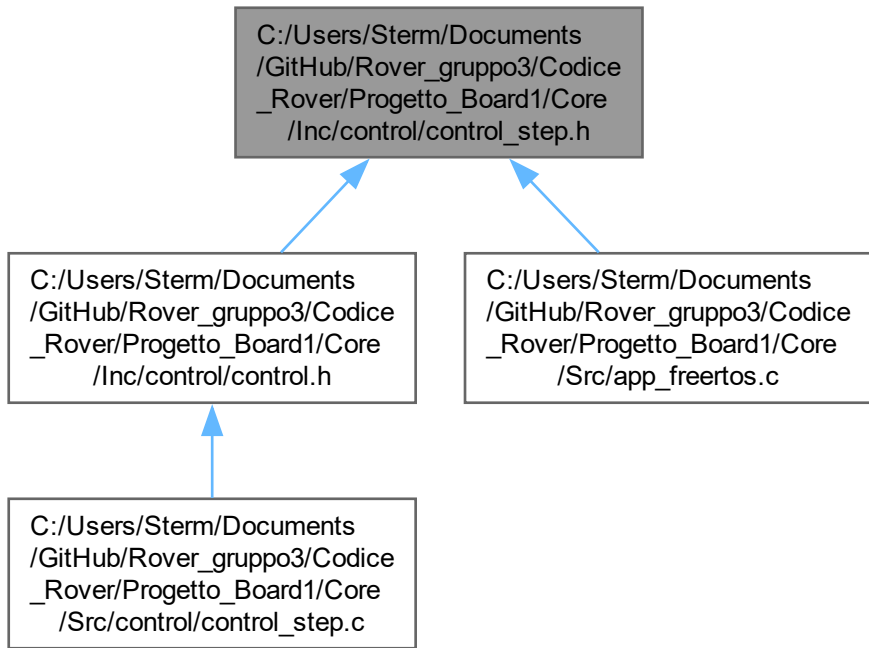 C:/Users/Sterm/Documents
/GitHub/Rover_gruppo3/Codice
_Rover/Progetto_Board1/Core
/Inc/control/control_step.h
C:/Users/Sterm/Documents
/GitHub/Rover_gruppo3/Codice
_Rover/Progetto_Board1/Core
/Inc/control/control.h
C:/Users/Sterm/Documents
/GitHub/Rover_gruppo3/Codice
_Rover/Progetto_Board1/Core
/Src/app_freertos.c
C:/Users/Sterm/Documents
/GitHub/Rover_gruppo3/Codice
_Rover/Progetto_Board1/Core
/Src/control/control_step.c